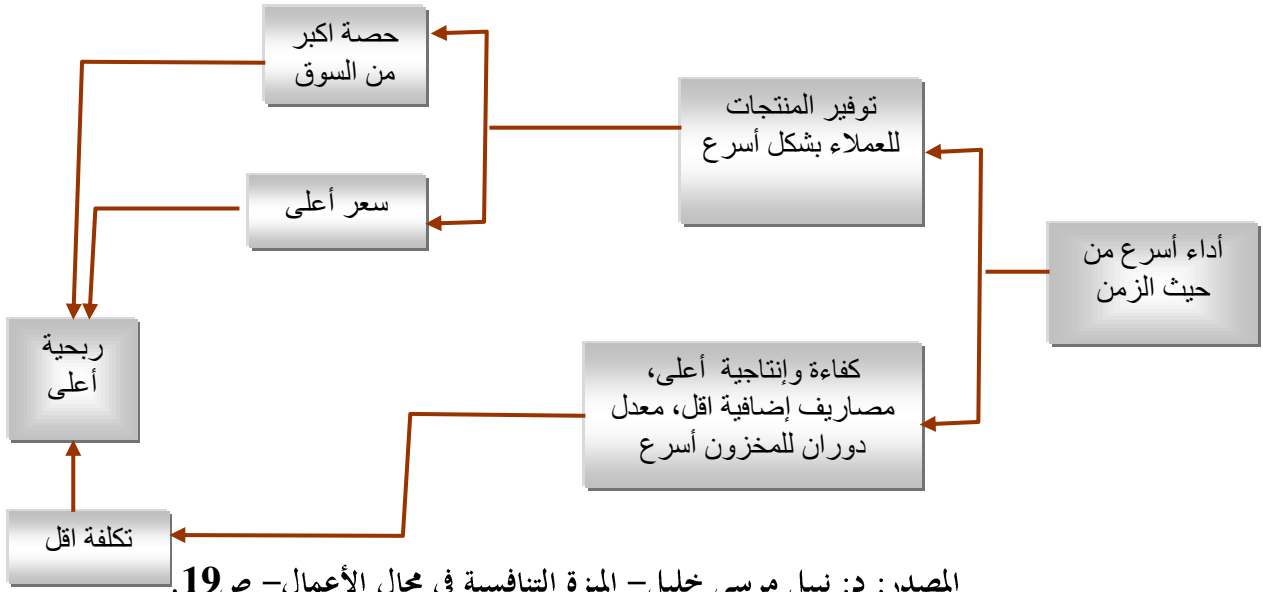 حصة اكبر
من السوق
توفير المنتجات
للعملاء بشكل أسرع
سعر أعلى
أداء أسرع من
حيث الزمن
ربحية
أعلى
كفاءة وإنتاجية أعلى،
مصاريف إضافية اقل، معدل
دوران للمخزون أسرع
تكلفة اقل
المصدر: د: نبيل مرسي خليل– الميزة التنافسية في مجال الأعمال– ص19.